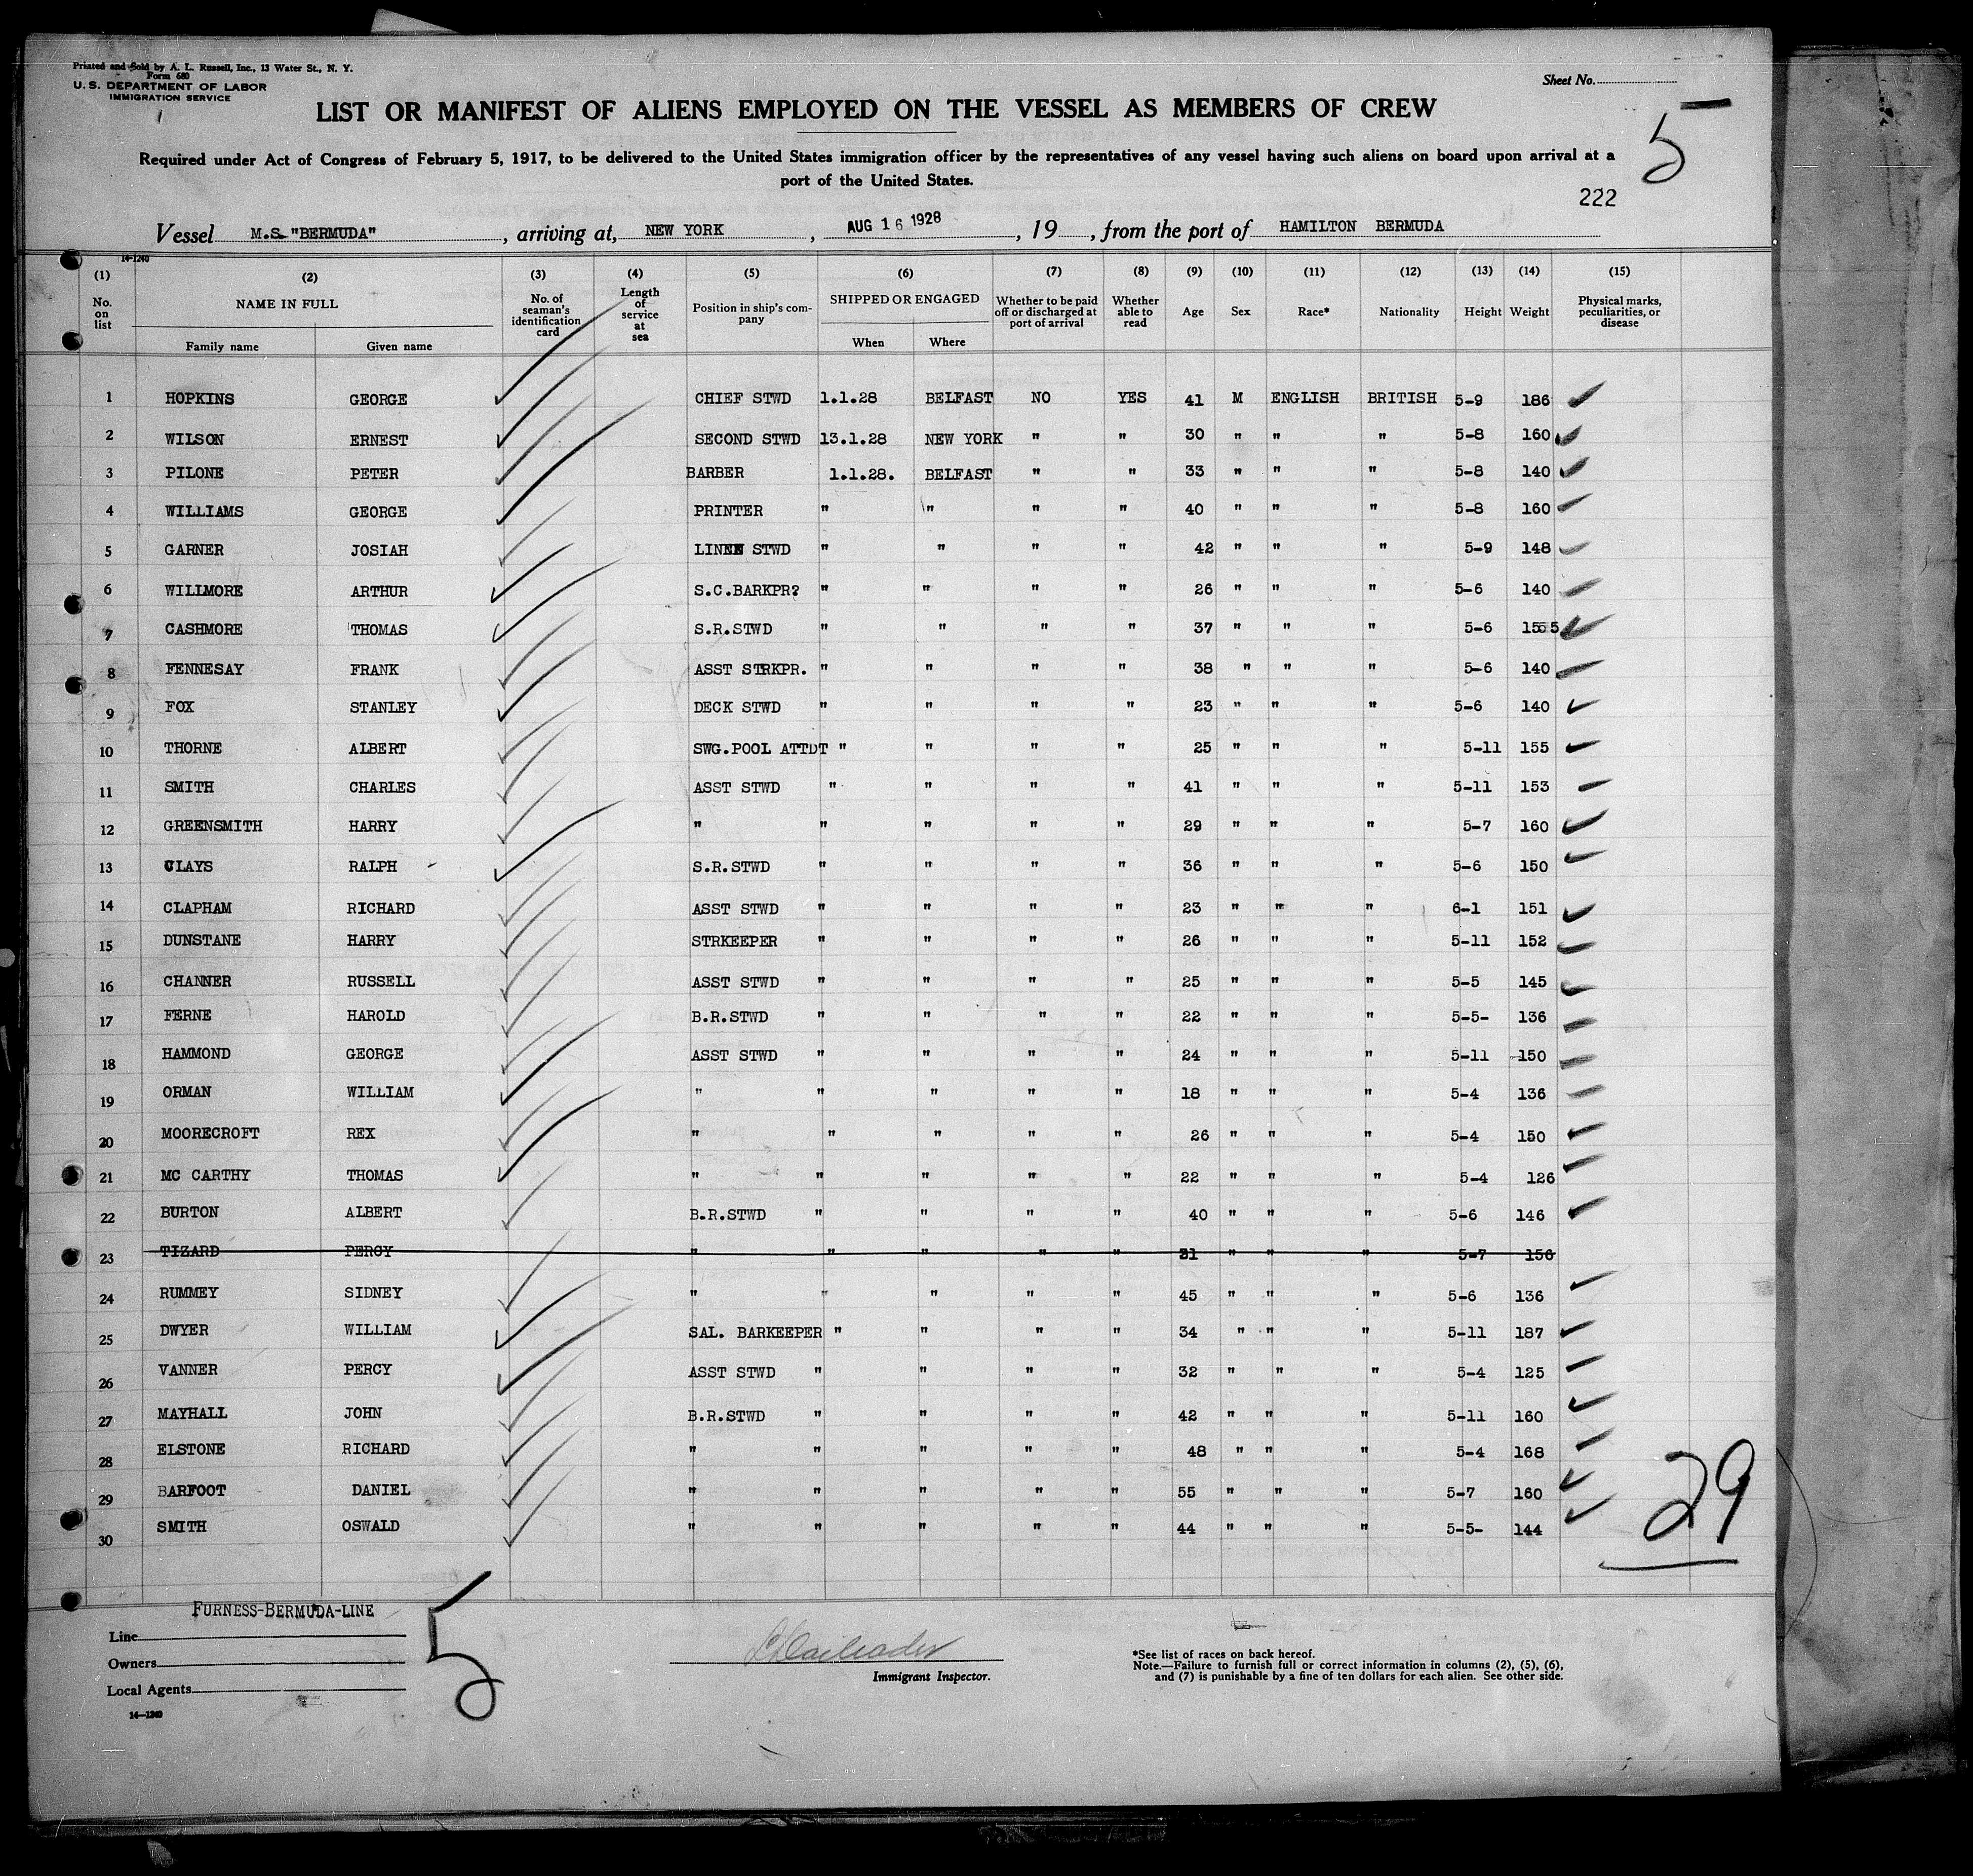 Printed and Sold by A. L. Russell, Inc., 13 Water St., N. Y.
Form 680
U. S. DEPARTMENT OF LABOR
IMMIGRATION SERVICE
Sheet No.
5
LIST OR MANIFEST OF ALIENS EMPLOYED ON THE VESSEL AS MEMBERS OF CREW
Required under Act of Congress of February 5, 1917, to be delivered to the United States immigration officer by the representatives of any vessel having such aliens on board upon arrival at a
port of the United States.
222
Vessel M.S. "BERMUDA", arriving at, NEW YORK, AUG 16 1928, 19, from the port of HAMILTON BERMUDA
14-1240
(1) (2) (3) (4) (5) (6) (7) (8) (9) (10) (11) (12) (13) (14) (15)
No. on list NAME IN FULL Family name Given name No. of seaman's identification card Length of service at sea Position in ship's company SHIPPED OR ENGAGED When Where Whether to be paid off or discharged at port of arrival Whether able to read Age Sex Race* Nationality Height Weight Physical marks, peculiarities, or disease
1 HOPKINS GEORGE CHIEF STWD 1.1.28 BELFAST NO YES 41 M ENGLISH BRITISH 5-9 186
2 WILSON ERNEST SECOND STWD 13.1.28 NEW YORK " " 30 " " " 5-8 160
3 PILONE PETER BARBER 1.1.28. BELFAST " " 33 " " " 5-8 140
4 WILLIAMS GEORGE PRINTER " " " " 40 " " " 5-8 160
5 GARNER JOSIAH LINEN STWD " " " " 42 " " " 5-9 148
6 WILLMORE ARTHUR S.C.BARKPR? " " " " 26 " " " 5-6 140
7 CASHMORE THOMAS S.R.STWD " " " " 37 " " " 5-6 155
8 FENNESAY FRANK ASST STRKPR. " " " " 38 " " " 5-6 140
9 FOX STANLEY DECK STWD " " " " 23 " " " 5-6 140
10 THORNE ALBERT SWG.POOL ATTDT " " " " 25 " " " 5-11 155
11 SMITH CHARLES ASST STWD " " " " 41 " " " 5-11 153
12 GREENSMITH HARRY " " " " " 29 " " " 5-7 160
13 CLAYS RALPH S.R.STWD " " " " 36 " " " 5-6 150
14 CLAPHAM RICHARD ASST STWD " " " " 23 " " " 6-1 151
15 DUNSTANE HARRY STRKEEPER " " " " 26 " " " 5-11 152
16 CHANNER RUSSELL ASST STWD " " " " 25 " " " 5-5 145
17 FERNE HAROLD B.R.STWD " " " " 22 " " " 5-5- 136
18 HAMMOND GEORGE ASST STWD " " " " 24 " " " 5-11 150
19 ORMAN WILLIAM " " " " " 18 " " " 5-4 136
20 MOORECROFT REX " " " " " 26 " " " 5-4 150
21 MC CARTHY THOMAS " " " " " 22 " " " 5-4 126
22 BURTON ALBERT B.R.STWD " " " " 40 " " " 5-6 146
23 TIZARD PERCY " " " " " 31 " " " 5-7 156
24 RUMMEY SIDNEY " " " " " 45 " " " 5-6 136
25 DWYER WILLIAM SAL. BARKEEPER " " " " 34 " " " 5-11 187
26 VANNER PERCY ASST STWD " " " " 32 " " " 5-4 125
27 MAYHALL JOHN B.R.STWD " " " " 42 " " " 5-11 160
28 ELSTONE RICHARD " " " " " 48 " " " 5-4 168
29 BARFOOT DANIEL " " " " " 55 " " " 5-7 160
30 SMITH OSWALD " " " " " 44 " " " 5-5- 144
29
FURNESS-BERMUDA-LINE
Line
Owners
Local Agents
14-1240
5
Immigrant Inspector.
*See list of races on back hereof.
Note.—Failure to furnish full or correct information in columns (2), (5), (6),
and (7) is punishable by a fine of ten dollars for each alien. See other side.